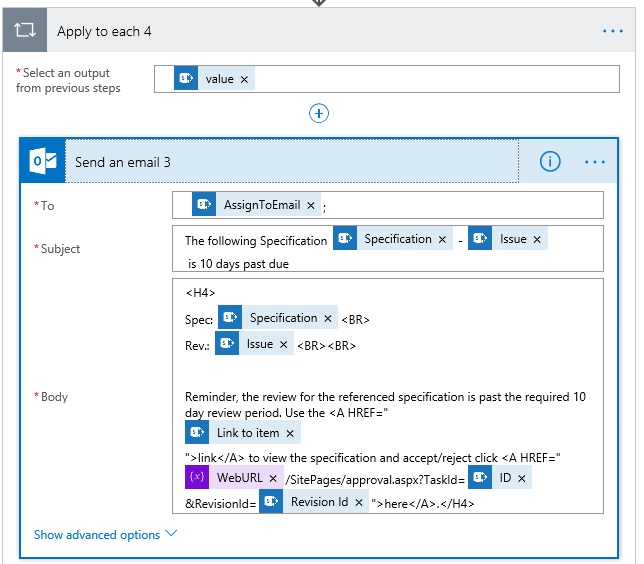 Apply to each 4
* Select an output
from previous steps
value ×
Send an email 3
* To
AssignToEmail × ;
* Subject
The following Specification Specification × - Issue ×
is 10 days past due
* Body
<H4>
Spec: Specification × <BR>
Rev.: Issue × <BR><BR>
Reminder, the review for the referenced specification is past the required 10
day review period. Use the <A HREF="
Link to item ×
">link</A> to view the specification and accept/reject click <A HREF="
{x} WebURL × /SitePages/approval.aspx?TaskId= ID ×
&RevisionId= Revision Id × ">here</A>.</H4>
Show advanced options